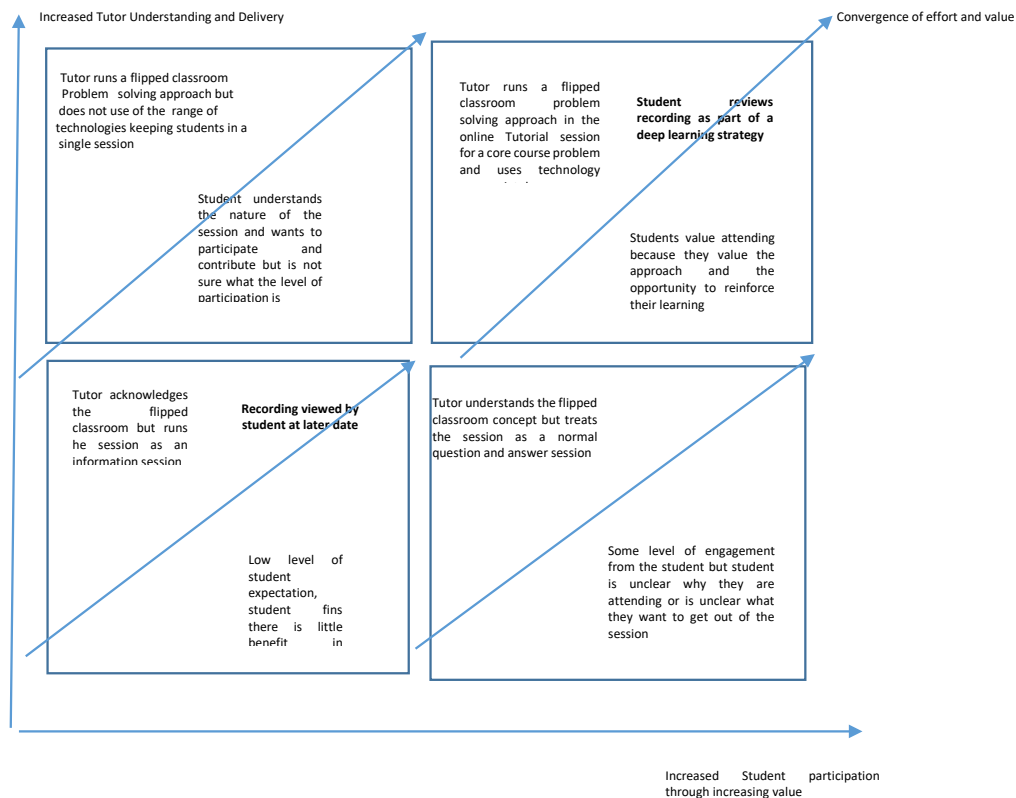 Increased Tutor Understanding and Delivery
Convergence of effort and value
Tutor runs a flipped classroom
Problem solving approach but
does not use of the range of
technologies keeping students in a
single session
Student understands
the nature of the
session and wants to
participate and
contribute but is not
sure what the level of
participation is
Tutor runs a flipped
classroom problem
solving approach in the
online Tutorial session
for a core course problem
and uses technology
Student reviews
recording as part of a
deep learning strategy
Students value attending
because they value the
approach and the
opportunity to reinforce
their learning
Tutor acknowledges
the flipped
classroom but runs
he session as an
information session
Recording viewed by
student at later date
Low level of
student
expectation,
student fins
there is little
benefit in
Tutor understands the flipped
classroom concept but treats
the session as a normal
question and answer session
Some level of engagement
from the student but student
is unclear why they are
attending or is unclear what
they want to get out of the
session
Increased Student participation
through increasing value